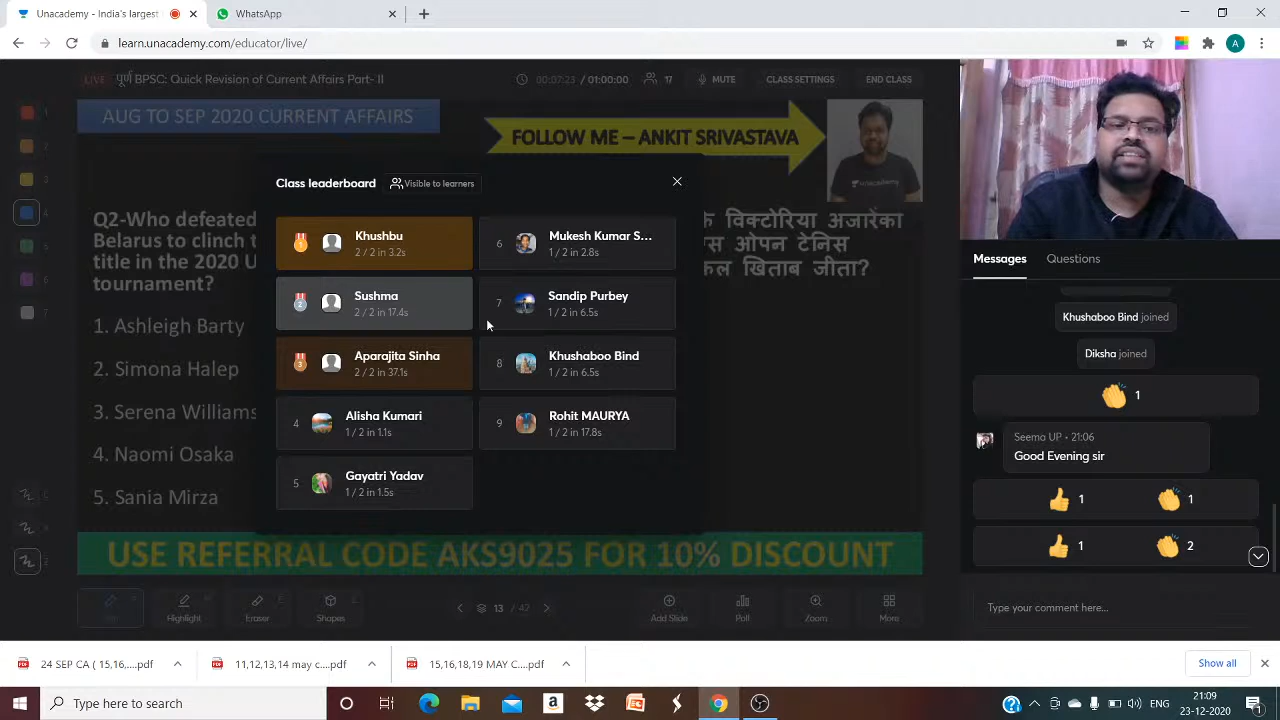 Unacademy - India's largest
WhatsApp
learn.unacademy.com/educator/live/
A
LIVE
पूर्ण BPSC: Quick Revision of Current Affairs Part- II
00:07:23 / 01:00:00
17
MUTE
CLASS SETTINGS
END CLASS
AUG TO SEP 2020 CURRENT AFFAIRS
FOLLOW ME – ANKIT SRIVASTAVA
Class leaderboard
Visible to learners
Q2-Who defeated
Belarus to clinch t
title in the 2020 U
tournament?
1. Ashleigh Barty
2. Simona Halep
3. Serena Williams
4. Naomi Osaka
5. Sania Mirza
विक्टोरिया अजारेंका
ओपन टेनिस
खिताब जीता?
1
Khushbu
2 / 2 in 3.2s
2
Sushma
2 / 2 in 17.4s
3
Aparajita Sinha
2 / 2 in 37.1s
4
Alisha Kumari
1 / 2 in 1.1s
5
Gayatri Yadav
1 / 2 in 1.5s
6
Mukesh Kumar S...
1 / 2 in 2.8s
7
Sandip Purbey
1 / 2 in 6.5s
8
Khushaboo Bind
1 / 2 in 6.5s
9
Rohit MAURYA
1 / 2 in 17.8s
USE REFERRAL CODE AKS9025 FOR 10% DISCOUNT
Highlight
Eraser
Shapes
13 / 42
Add Slide
Poll
Zoom
More
Messages
Questions
Khushaboo Bind joined
Diksha joined
1
Seema UP • 21:06
Good Evening sir
1
1
1
2
Type your comment here...
24 SEP CA ( 15,16,....pdf
11,12,13,14 may c....pdf
15,16,18,19 MAY C....pdf
Show all
Type here to search
ENG
21:09
23-12-2020